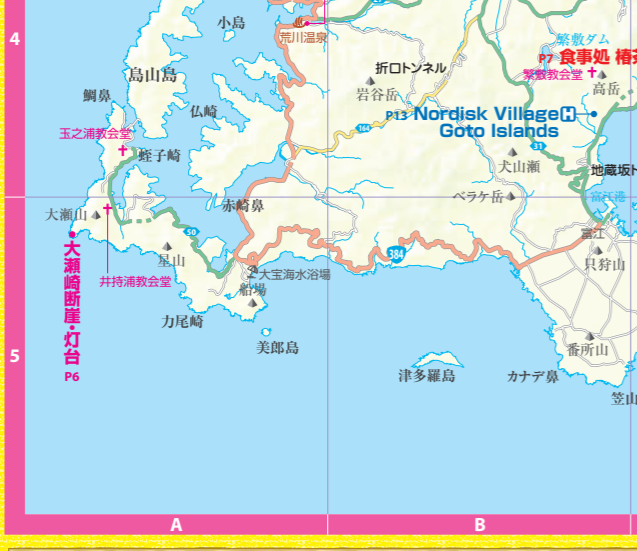 4
小島
荒川温泉
島山島
鯛鼻
仏崎
玉之浦教会堂
蛭子崎
折口トンネル
岩谷岳
164
繁敷ダム
P7 食事処 椿茶
繁敷教会堂
高岳
P13 Nordisk Village H
Goto Islands
31
犬山瀬
地蔵坂ト
ベラケ岳
富江港
富江
只狩山
大瀬山
赤崎鼻
50
星山
井持浦教会堂
384
大宝海水浴場
船場
大瀬崎断崖・灯台
P6
力尾崎
美郎島
5
番所山
津多羅島
カナデ鼻
笠山
A
B